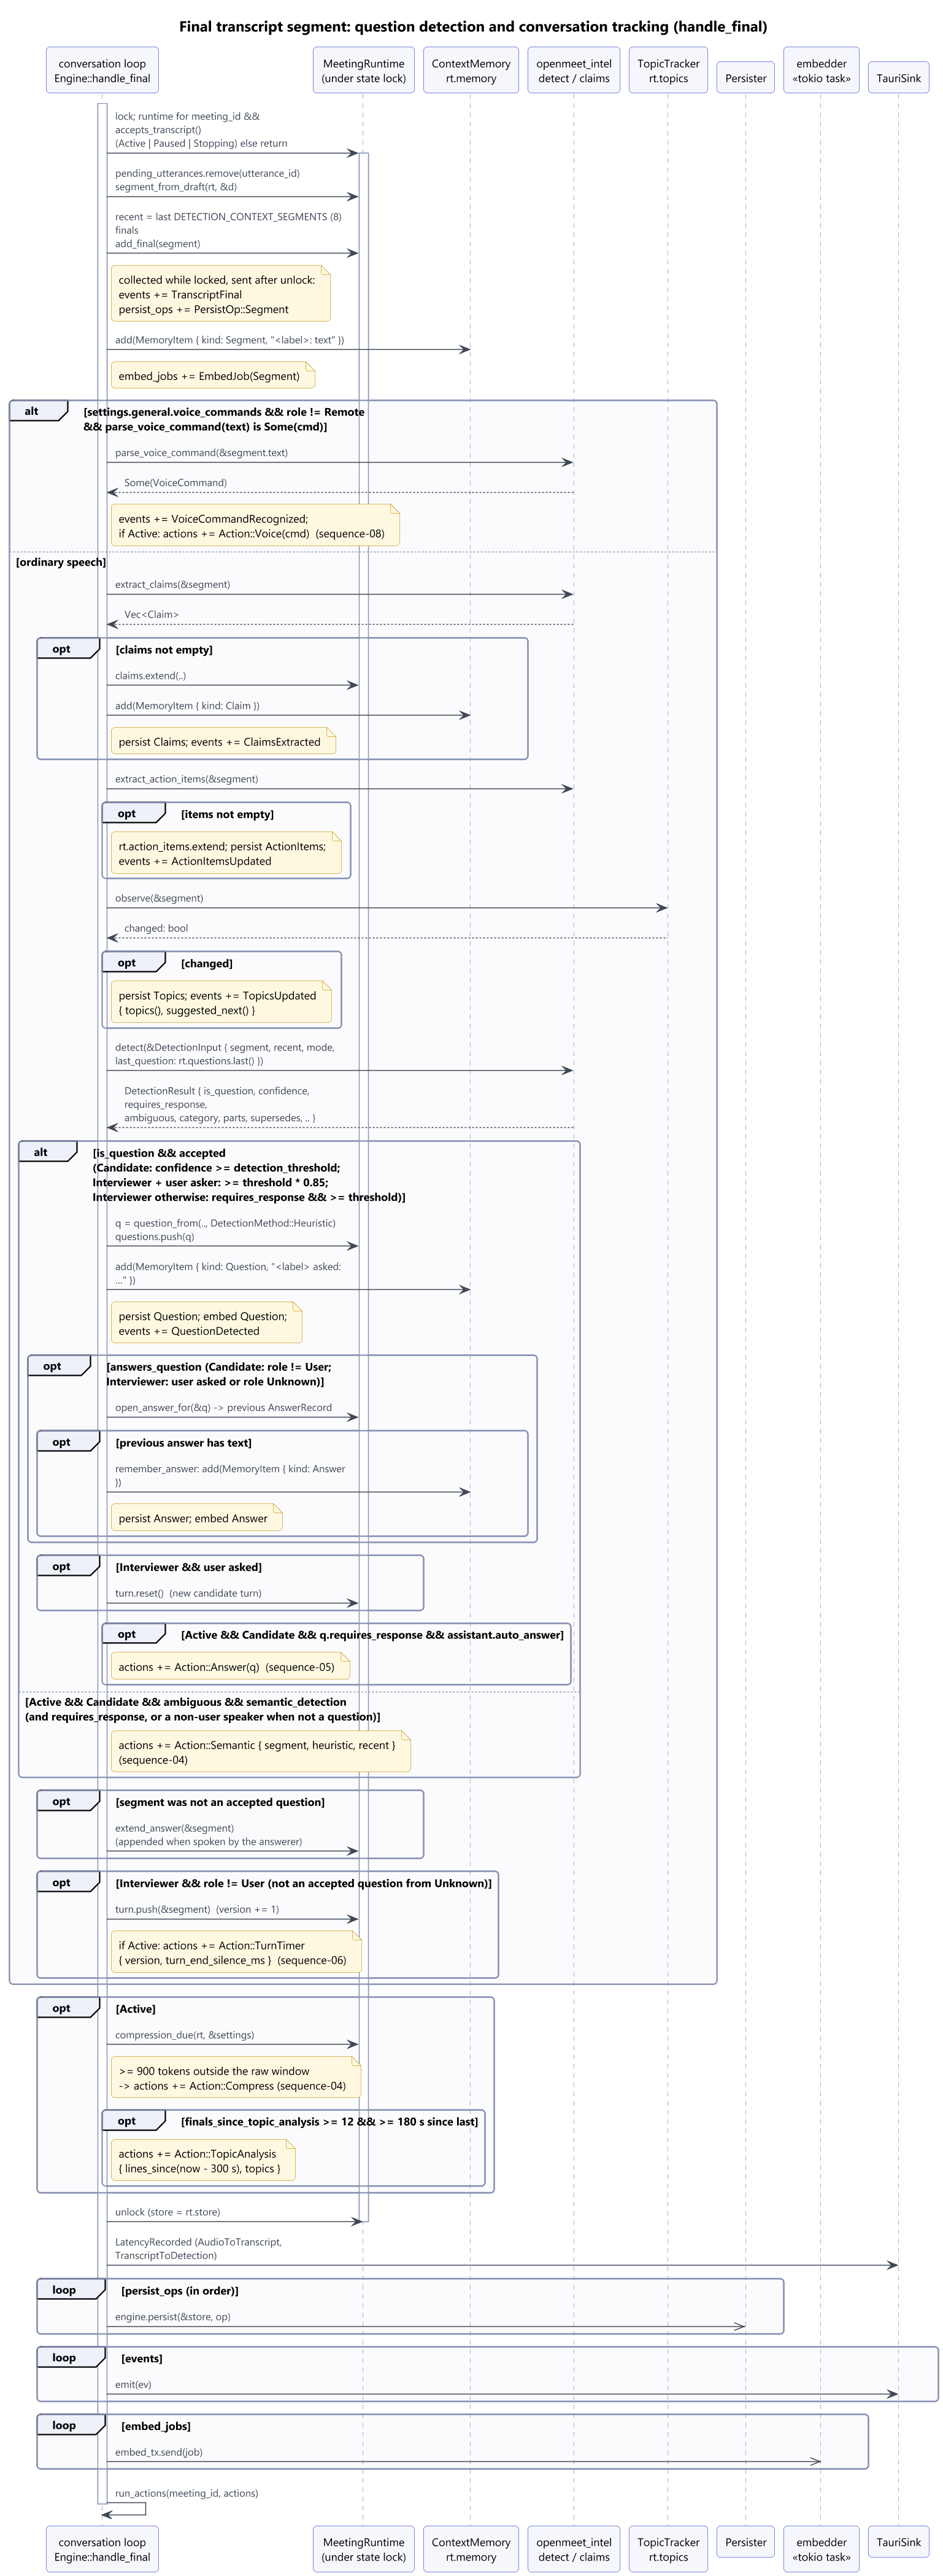 Final transcript segment: question detection and conversation tracking (handle_final)
conversation loop
Engine::handle_final
MeetingRuntime
(under state lock)
ContextMemory
rt.memory
openmeet_intel
detect / claims
TopicTracker
rt.topics
Persister
embedder
«tokio task»
TauriSink
lock; runtime for meeting_id &&
accepts_transcript()
(Active | Paused | Stopping) else return
pending_utterances.remove(utterance_id)
segment_from_draft(rt, &d)
recent = last DETECTION_CONTEXT_SEGMENTS (8)
finals
add_final(segment)
collected while locked, sent after unlock:
events += TranscriptFinal
persist_ops += PersistOp::Segment
add(MemoryItem { kind: Segment, "<label>: text" })
embed_jobs += EmbedJob(Segment)
alt
[settings.general.voice_commands && role != Remote
&& parse_voice_command(text) is Some(cmd)]
parse_voice_command(&segment.text)
Some(VoiceCommand)
events += VoiceCommandRecognized;
if Active: actions += Action::Voice(cmd)  (sequence-08)
[ordinary speech]
extract_claims(&segment)
Vec<Claim>
opt
[claims not empty]
claims.extend(..)
add(MemoryItem { kind: Claim })
persist Claims; events += ClaimsExtracted
extract_action_items(&segment)
opt
[items not empty]
rt.action_items.extend; persist ActionItems;
events += ActionItemsUpdated
observe(&segment)
changed: bool
opt
[changed]
persist Topics; events += TopicsUpdated
{ topics(), suggested_next() }
detect(&DetectionInput { segment, recent, mode,
last_question: rt.questions.last() })
DetectionResult { is_question, confidence,
requires_response,
ambiguous, category, parts, supersedes, .. }
alt
[is_question && accepted
(Candidate: confidence >= detection_threshold;
Interviewer + user asker: >= threshold * 0.85;
Interviewer otherwise: requires_response && >= threshold)]
q = question_from(.., DetectionMethod::Heuristic)
questions.push(q)
add(MemoryItem { kind: Question, "<label> asked:
..." })
persist Question; embed Question;
events += QuestionDetected
opt
[answers_question (Candidate: role != User;
Interviewer: user asked or role Unknown)]
open_answer_for(&q) -> previous AnswerRecord
opt
[previous answer has text]
remember_answer: add(MemoryItem { kind: Answer
})
persist Answer; embed Answer
opt
[Interviewer && user asked]
turn.reset()  (new candidate turn)
opt
[Active && Candidate && q.requires_response && assistant.auto_answer]
actions += Action::Answer(q)  (sequence-05)
[Active && Candidate && ambiguous && semantic_detection
(and requires_response, or a non-user speaker when not a question)]
actions += Action::Semantic { segment, heuristic, recent }
(sequence-04)
opt
[segment was not an accepted question]
extend_answer(&segment)
(appended when spoken by the answerer)
opt
[Interviewer && role != User (not an accepted question from Unknown)]
turn.push(&segment)  (version += 1)
if Active: actions += Action::TurnTimer
{ version, turn_end_silence_ms }  (sequence-06)
opt
[Active]
compression_due(rt, &settings)
>= 900 tokens outside the raw window
-> actions += Action::Compress (sequence-04)
opt
[finals_since_topic_analysis >= 12 && >= 180 s since last]
actions += Action::TopicAnalysis
{ lines_since(now - 300 s), topics }
unlock (store = rt.store)
LatencyRecorded (AudioToTranscript,
TranscriptToDetection)
loop
[persist_ops (in order)]
engine.persist(&store, op)
loop
[events]
emit(ev)
loop
[embed_jobs]
embed_tx.send(job)
run_actions(meeting_id, actions)
conversation loop
Engine::handle_final
MeetingRuntime
(under state lock)
ContextMemory
rt.memory
openmeet_intel
detect / claims
TopicTracker
rt.topics
Persister
embedder
«tokio task»
TauriSink